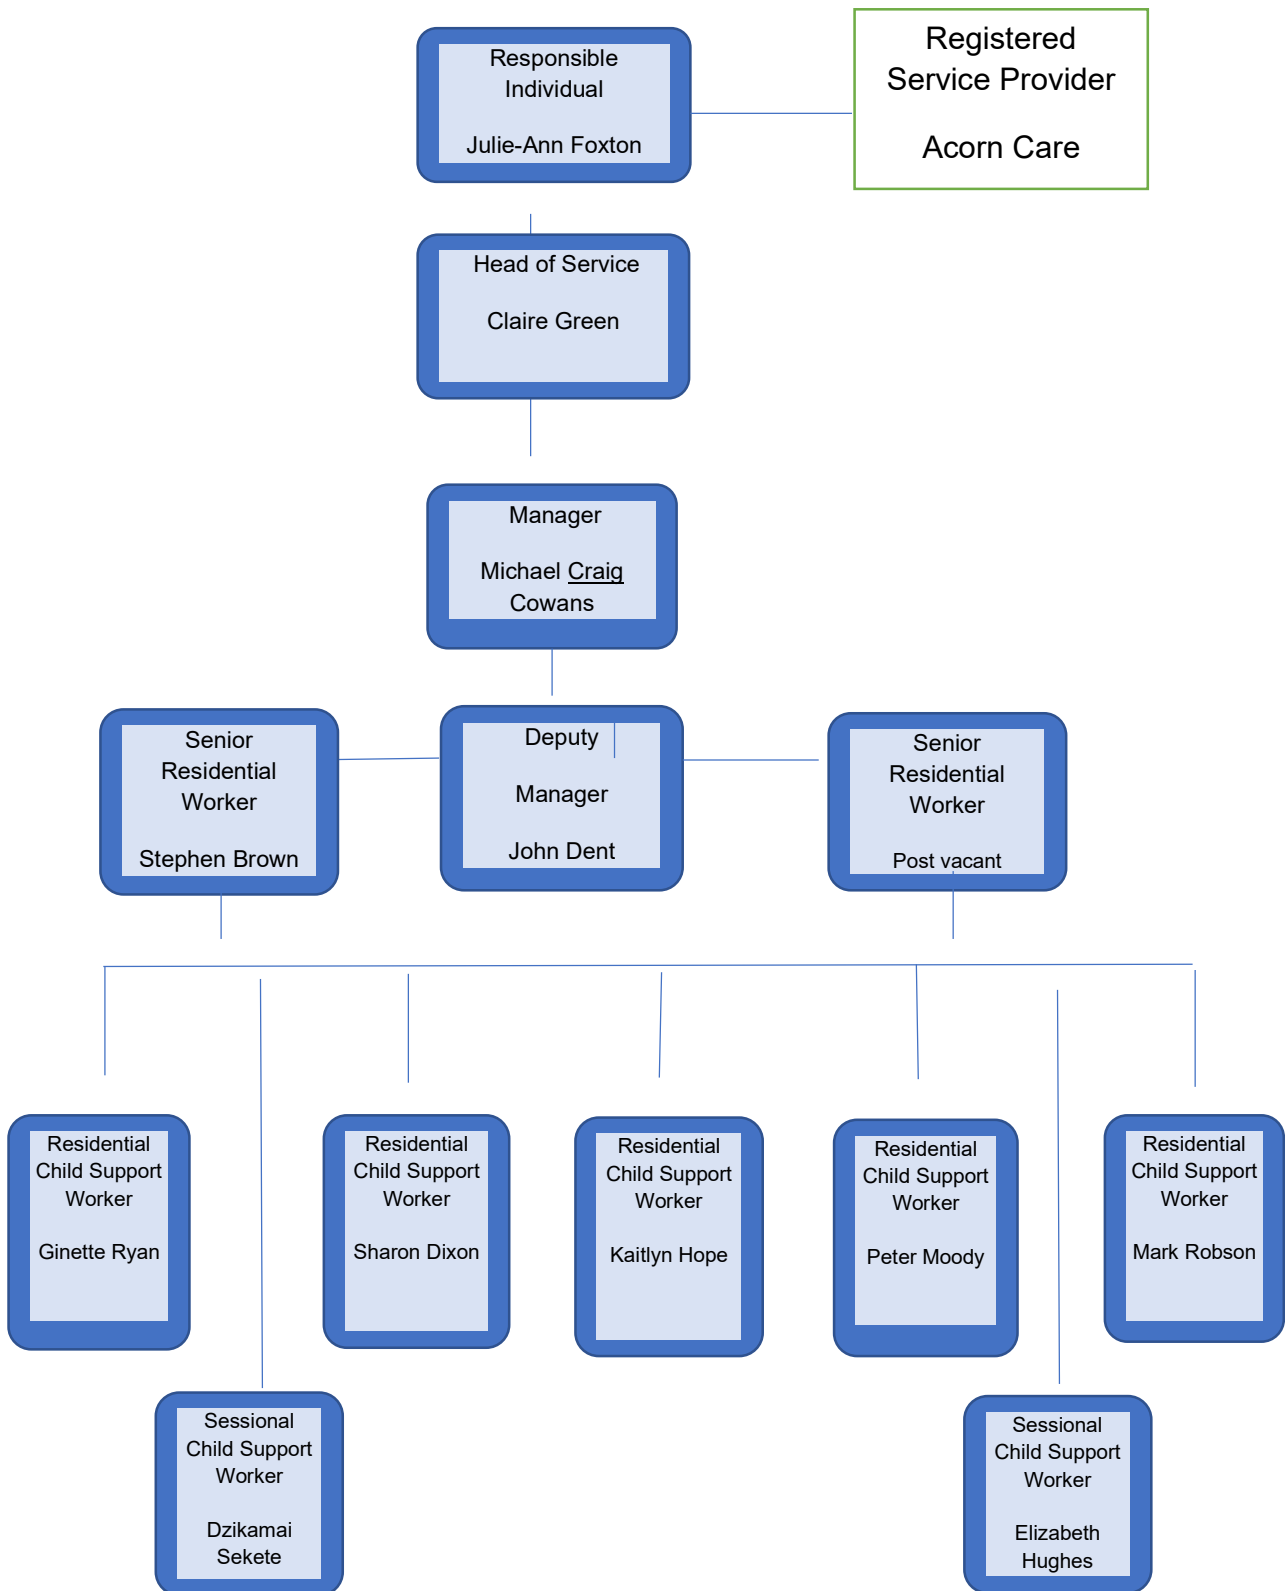 Responsible
Individual
Julie-Ann Foxton
Registered
Service Provider
Acorn Care
Head of Service
Claire Green
Manager
Michael Craig
Cowans
Senior
Residential
Worker
Stephen Brown
Deputy
Manager
John Dent
Senior
Residential
Worker
Post vacant
Residential
Child Support
Worker
Ginette Ryan
Residential
Child Support
Worker
Sharon Dixon
Residential
Child Support
Worker
Kaitlyn Hope
Residential
Child Support
Worker
Peter Moody
Residential
Child Support
Worker
Mark Robson
Sessional
Child Support
Worker
Dzikamai
Sekete
Sessional
Child Support
Worker
Elizabeth
Hughes